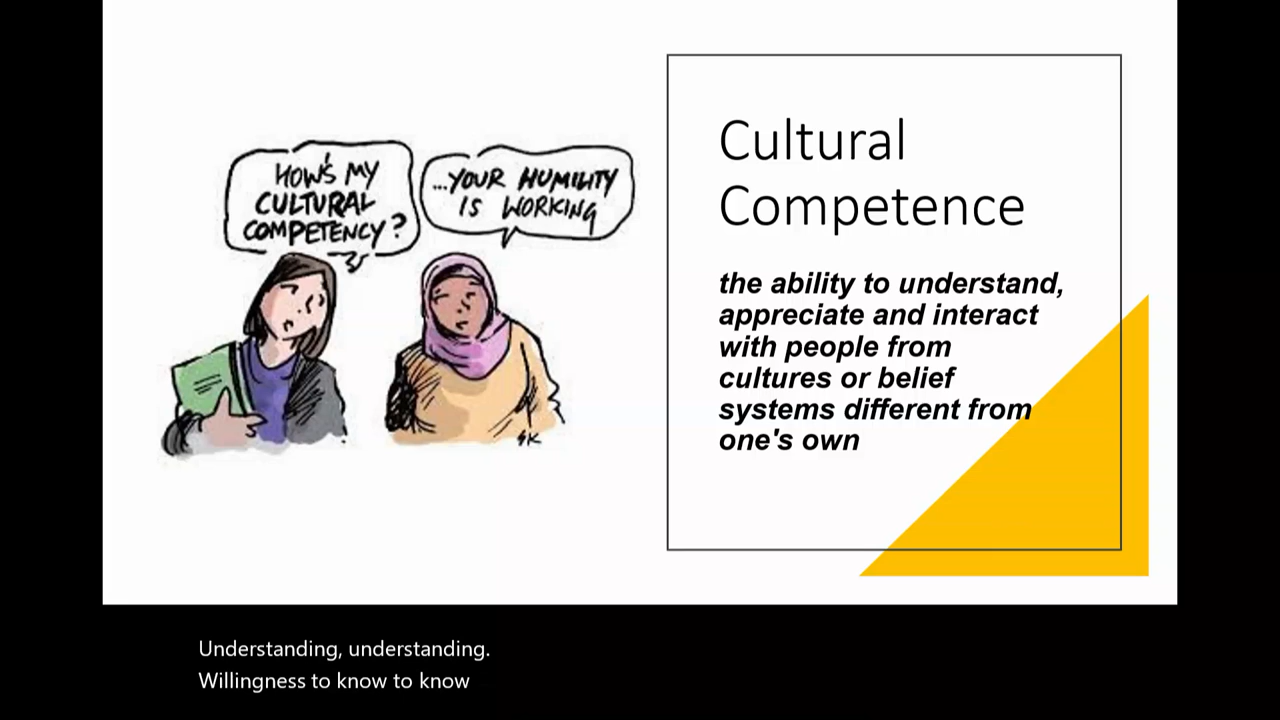 HOW'S MY
CULTURAL
COMPETENCY?
...YOUR HUMILITY
IS WORKING
SK
Cultural
Competence
the ability to understand,
appreciate and interact
with people from
cultures or belief
systems different from
one's own
Understanding, understanding.
Willingness to know to know